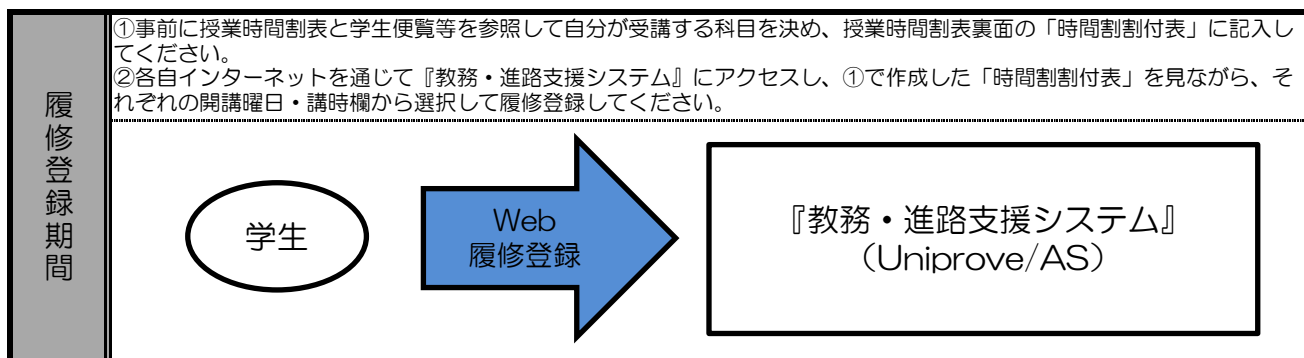 ①事前に授業時間割表と学生便覧等を参照して自分が受講する科目を決め、授業時間割表裏面の「時間割割付表」に記入し
てください。
②各自インターネットを通じて『教務・進路支援システム』にアクセスし、①で作成した「時間割割付表」を見ながら、そ
れぞれの開講曜日・講時欄から選択して履修登録してください。
履修登録期間
学生
Web
履修登録
『教務・進路支援システム』
（Uniprove/AS）